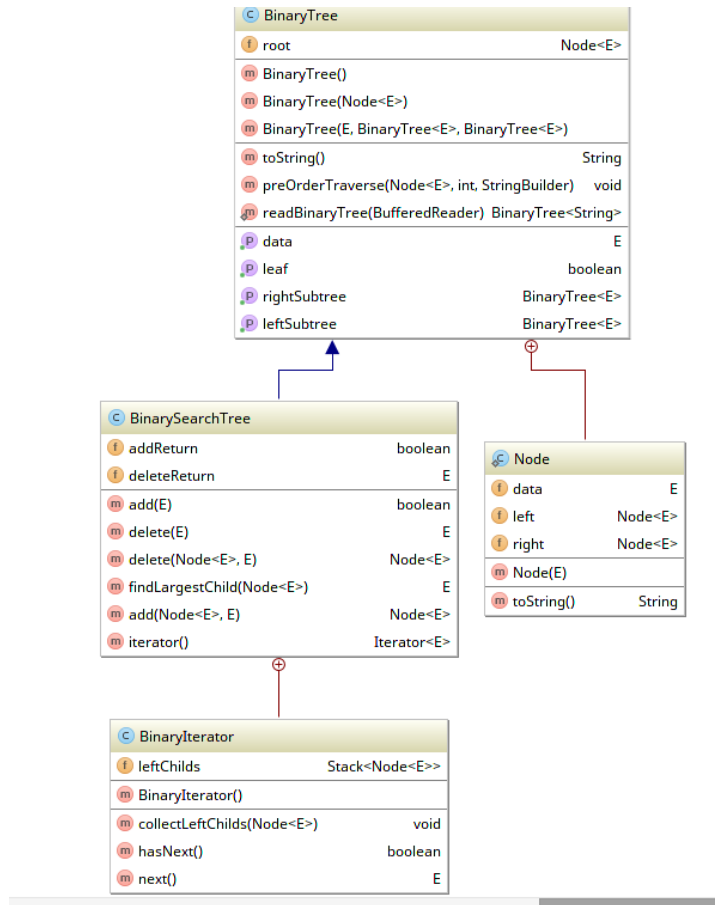 BinaryTree
root Node<E>
BinaryTree()
BinaryTree(Node<E>)
BinaryTree(E, BinaryTree<E>, BinaryTree<E>)
toString() String
preOrderTraverse(Node<E>, int, StringBuilder) void
readBinaryTree(BufferedReader) BinaryTree<String>
data E
leaf boolean
rightSubtree BinaryTree<E>
leftSubtree BinaryTree<E>
BinarySearchTree
addReturn boolean
deleteReturn E
add(E) boolean
delete(E) E
delete(Node<E>, E) Node<E>
findLargestChild(Node<E>) E
add(Node<E>, E) Node<E>
iterator() Iterator<E>
Node
data E
left Node<E>
right Node<E>
Node(E)
toString() String
BinaryIterator
leftChilds Stack<Node<E>>
BinaryIterator()
collectLeftChilds(Node<E>) void
hasNext() boolean
next() E